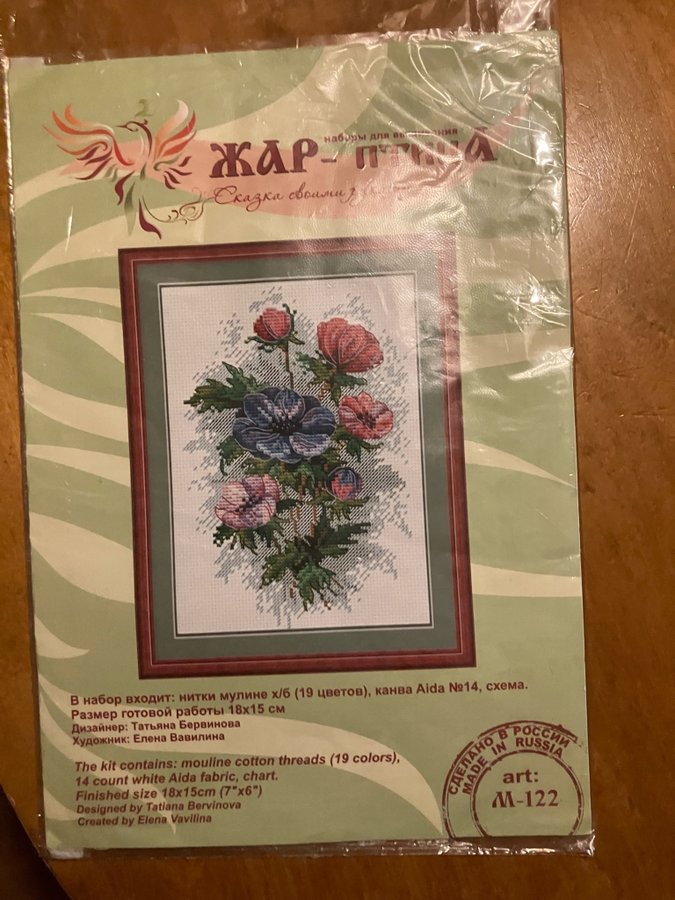 наборы для вышивания
ЖАР-ПТИЦА
Сказка своими
В набор входит: нитки мулине х/б (19 цветов), канва Aida №14, схема.
Размер готовой работы 18х15 см
Дизайнер: Татьяна Бервинова
Художник: Елена Вавилина
The kit contains: mouline cotton threads (19 colors),
14 count white Aida fabric, chart.
Finished size 18x15cm (7"x6")
Designed by Tatiana Bervinova
Created by Elena Vavilina
СДЕЛАНО В РОССИИ
MADE IN RUSSIA
art:
М-122